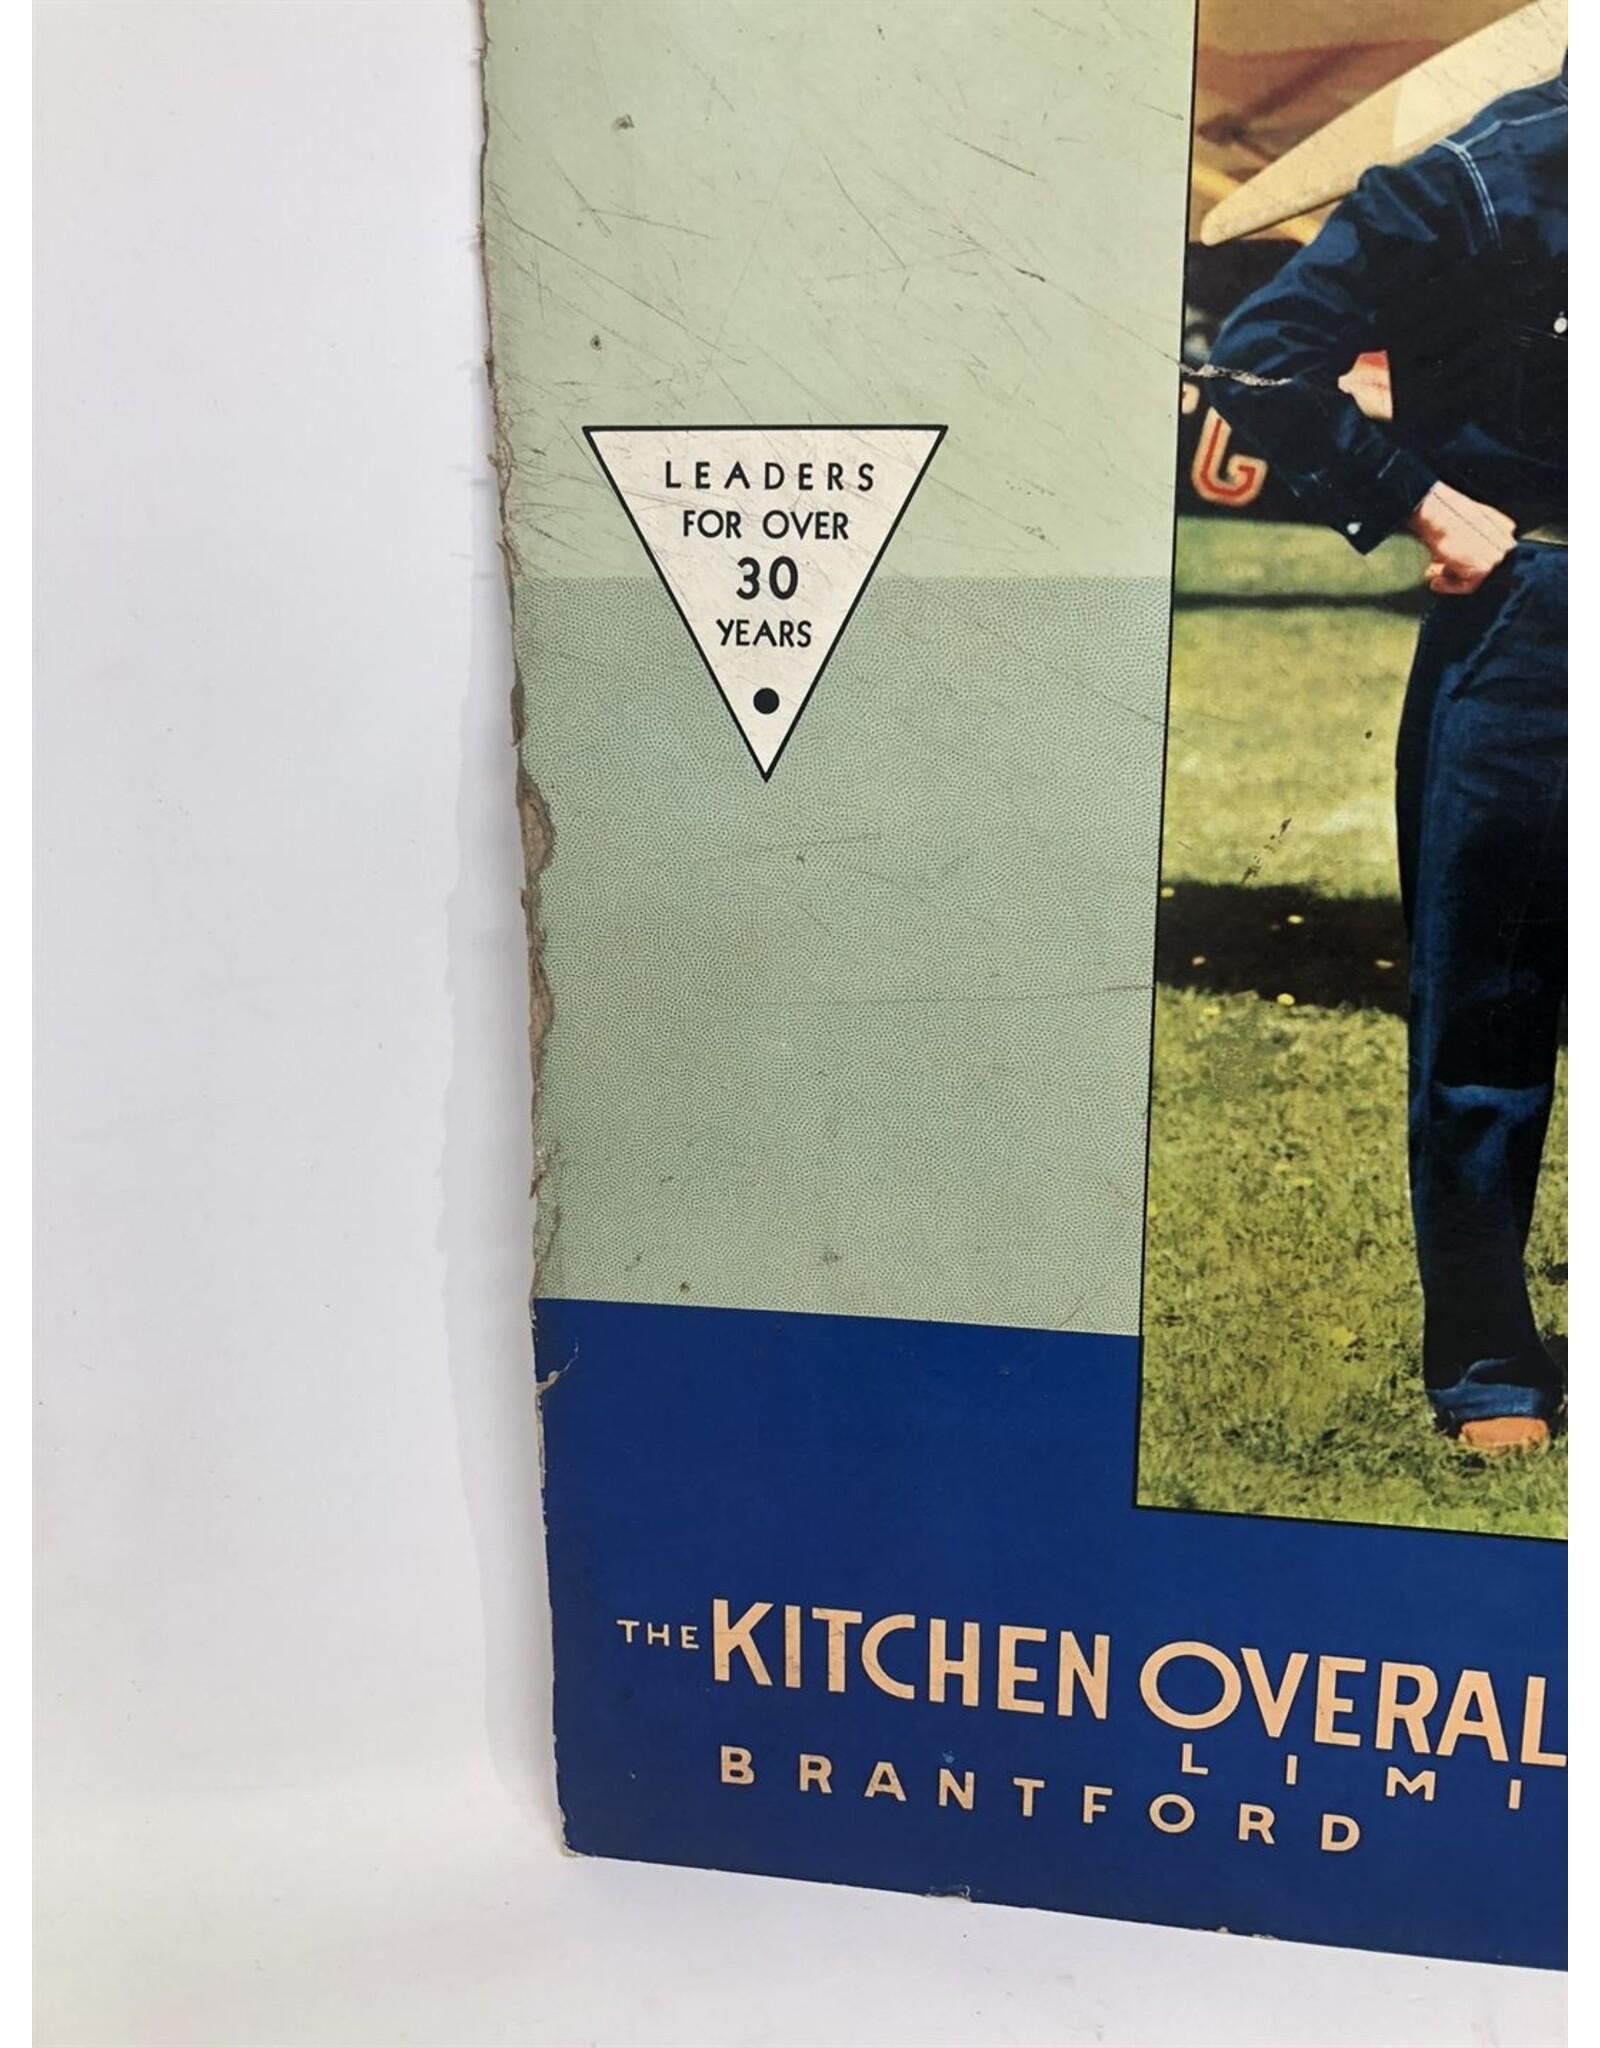 LEADERS
FOR OVER
30
YEARS
G
THE KITCHEN OVERAL
LIMI
BRANTFORD